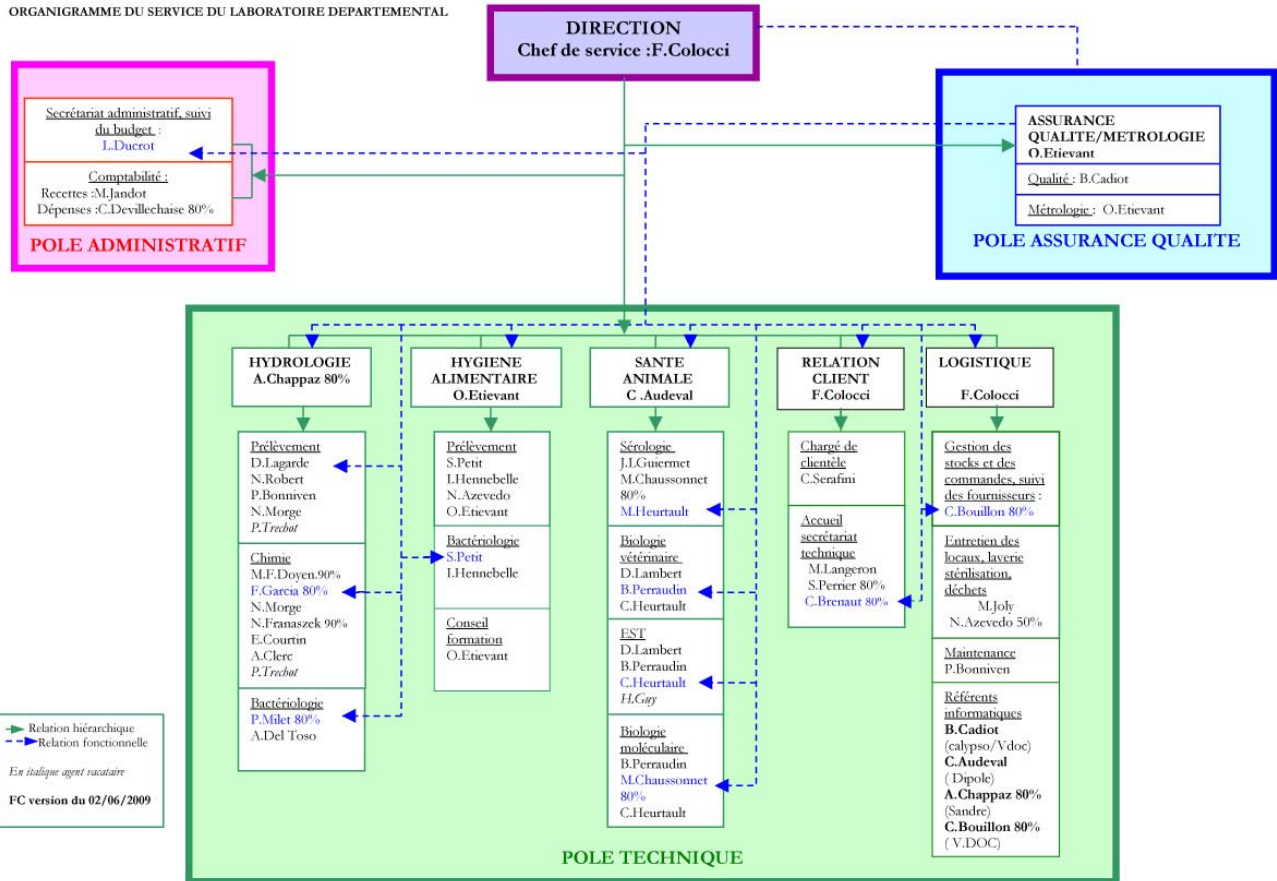 ORGANIGRAMME DU SERVICE DU LABORATOIRE DEPARTEMENTAL
DIRECTION
Chef de service :F.Colocci
Secrétariat administratif, suivi
du budget :
L.Ducrot
Comptabilité :
Recettes :M.Jandot
Dépenses :C.Devillechaise 80%
POLE ADMINISTRATIF
ASSURANCE
QUALITE/METROLOGIE
O.Etievant
Qualité : B.Cadiot
Métrologie : O.Etievant
POLE ASSURANCE QUALITE
HYDROLOGIE
A.Chappaz 80%
Prélèvement
D.Lagarde
N.Robert
P.Bonniven
N.Morge
P.Trechot
Chimie
M.F.Doyen.90%
F.Garcia 80%
N.Morge
N.Franaszek 90%
E.Courtin
A.Clerc
P.Trechot
Bactériologie
P.Milet 80%
A.Del Toso
HYGIENE
ALIMENTAIRE
O.Etievant
Prélèvement
S.Petit
I.Hennebelle
N.Azevedo
O.Etievant
Bactériologie
S.Petit
I.Hennebelle
Conseil
formation
O.Etievant
SANTE
ANIMALE
C .Audeval
Sérologie
J.LGuiermet
M.Chaussonnet
80%
M.Heurtault
Biologie
vétérinaire
D.Lambert
B.Perraudin
C.Heurtault
EST
D.Lambert
B.Perraudin
C.Heurtault
H.Guy
Biologie
moléculaire
B.Perraudin
M.Chaussonnet
80%
C.Heurtault
RELATION
CLIENT
F.Colocci
Chargé de
clientèle
C.Serafini
Accueil
secrétariat
technique
M.Langeron
S.Perrier 80%
C.Brenaut 80%
LOGISTIQUE
F.Colocci
Gestion des
stocks et des
commandes, suivi
des fournisseurs :
C.Bouillon 80%
Entretien des
locaux, laverie
stérilisation,
déchets
M.Joly
N.Azevedo 50%
Maintenance
P.Bonniven
Référents
informatiques
B.Cadiot
(calypso/Vdoc)
C.Audeval
( Dipole)
A.Chappaz 80%
(Sandre)
C.Bouillon 80%
( V.DOC)
POLE TECHNIQUE
Relation hiérarchique
Relation fonctionnelle
En italique agent vacataire
FC version du 02/06/2009